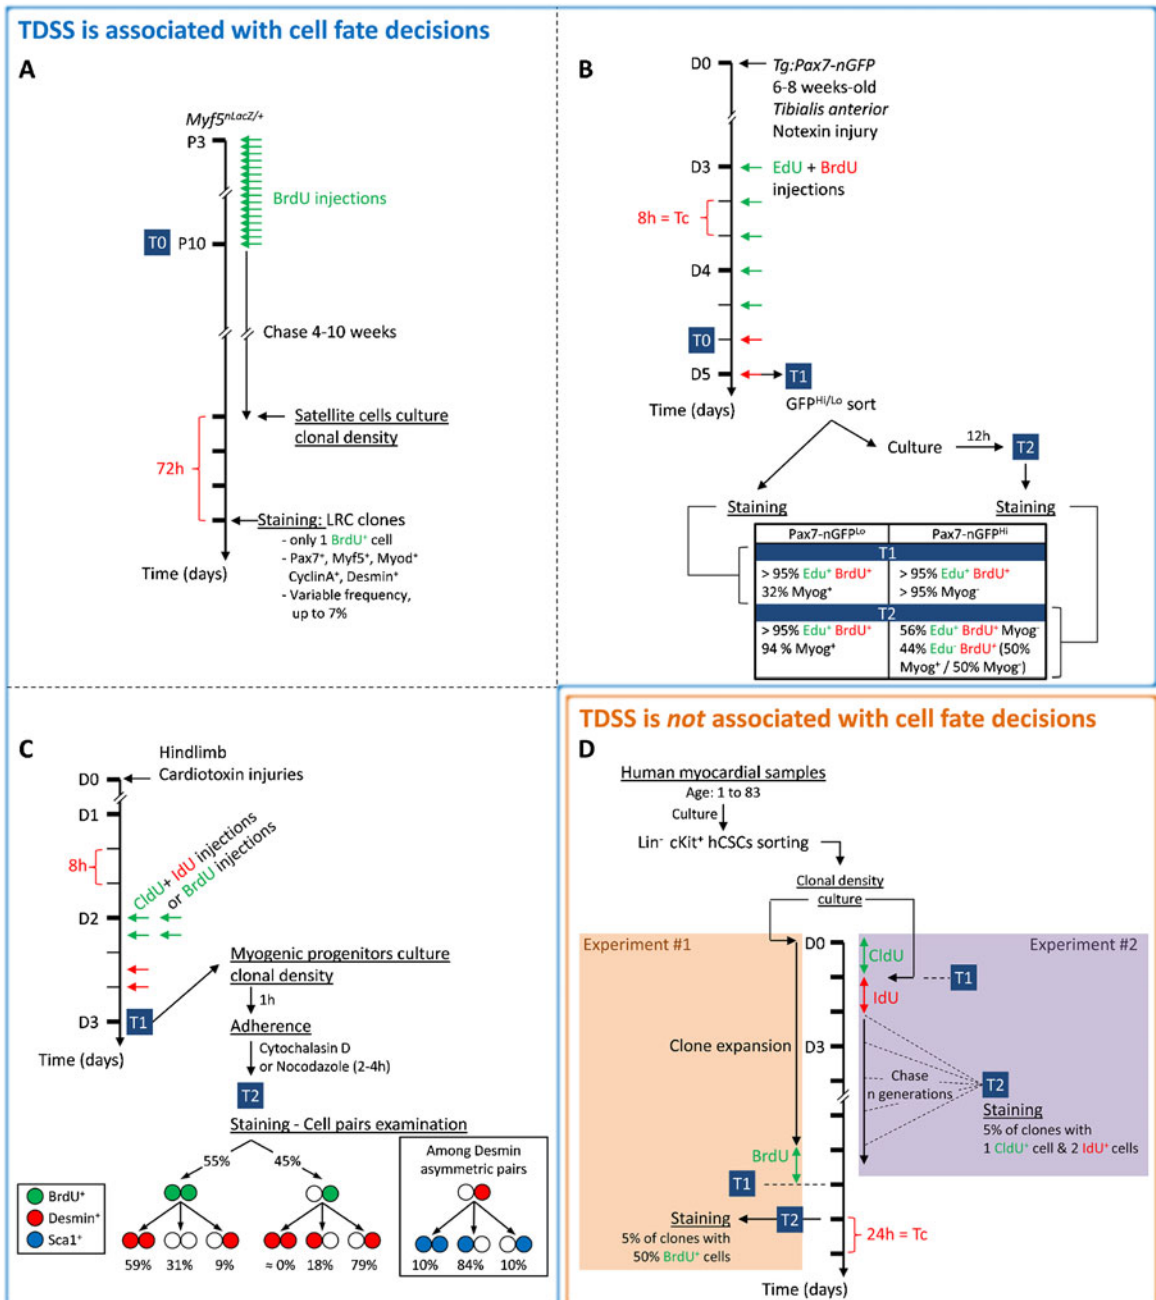 TDSS is associated with cell fate decisions
A
Myf5nLacZ/+
P3
BrdU injections
T0
P10
Chase 4-10 weeks
Satellite cells culture
clonal density
72h
Staining: LRC clones
- only 1 BrdU+ cell
- Pax7+, Myf5+, Myod+
CyclinA+, Desmin+
- Variable frequency,
up to 7%
Time (days)
B
D0
Tg:Pax7-nGFP
6-8 weeks-old
Tibialis anterior
Notexin injury
D3
EdU + BrdU
injections
8h = Tc
D4
T0
D5
T1
Time (days)
GFPHi/Lo sort
Culture
12h
T2
Staining
Staining
Pax7-nGFPLo
Pax7-nGFPHi
T1
> 95% Edu+ BrdU+
32% Myog+
> 95% Edu+ BrdU+
> 95% Myog-
T2
> 95% Edu+ BrdU+
94 % Myog+
56% Edu+ BrdU+ Myog-
44% Edu- BrdU+ (50%
Myog+ / 50% Myog-)
C
D0
Hindlimb
Cardiotoxin injuries
D1
8h
CldU+ IdU injections
or BrdU injections
D2
D3
T1
Time (days)
Myogenic progenitors culture
clonal density
1h
Adherence
Cytochalasin D
or Nocodazole (2-4h)
T2
Staining - Cell pairs examination
55%
45%
BrdU+
Desmin+
Sca1+
59%
31%
9%
≈ 0%
18%
79%
Among Desmin
asymmetric pairs
10%
84%
10%
TDSS is not associated with cell fate decisions
D
Human myocardial samples
Age: 1 to 83
Culture
Lin- cKit+ hCSCs sorting
Clonal density
culture
Experiment #1
D0
CldU
Experiment #2
T1
IdU
Clone expansion
D3
Chase
n generations
T2
Staining
5% of clones with
1 CldU+ cell & 2 IdU+ cells
BrdU
T1
Staining
T2
5% of clones with
50% BrdU+ cells
24h = Tc
Time (days)